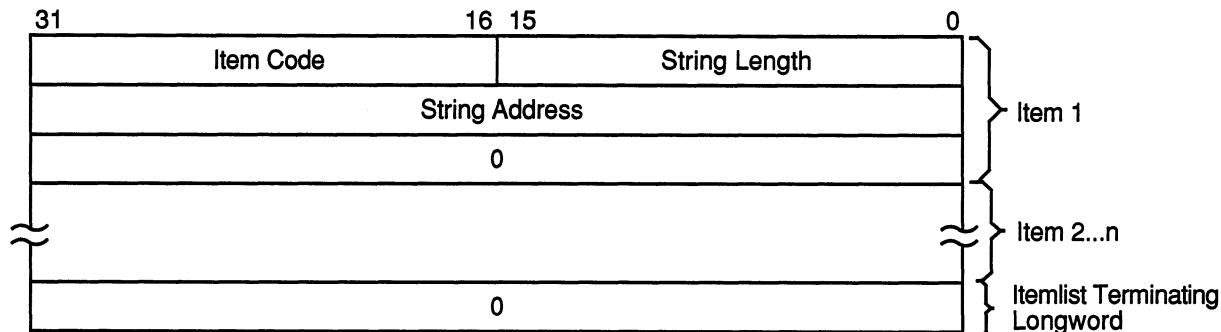 31 16 15 0
Item Code String Length
String Address
Item 1
0
Item 2...n
0
Itemlist Terminating
Longword